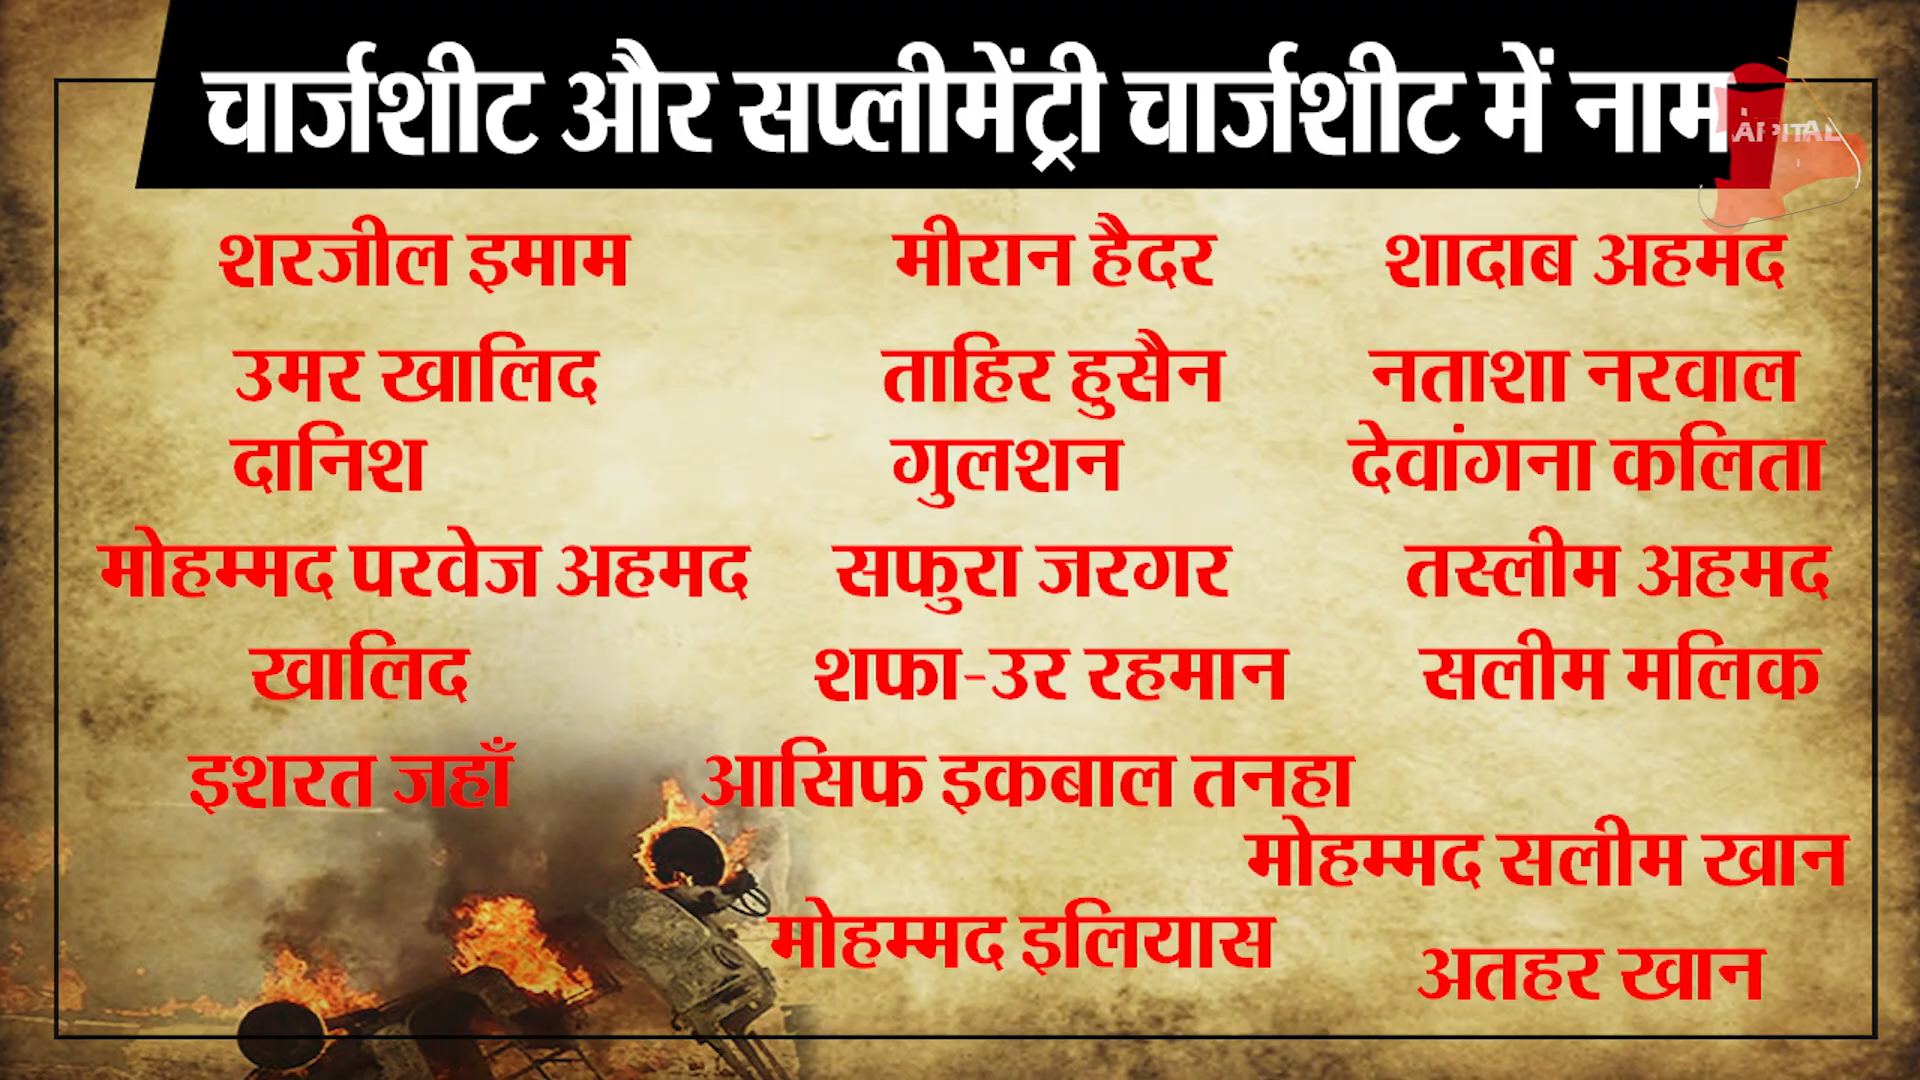 चार्जशीट और सप्लीमेंट्री चार्जशीट में नाम
शरजील इमाम मीरान हैदर शादाब अहमद
उमर खालिद ताहिर हुसैन नताशा नरवाल
दानिश गुलशन देवांगना कलिता
मोहम्मद परवेज अहमद सफुरा जरगर तस्लीम अहमद
खालिद शफा-उर रहमान सलीम मलिक
इशरत जहाँ आसिफ इकबाल तनहा
मोहम्मद सलीम खान
मोहम्मद इलियास
अतहर खान